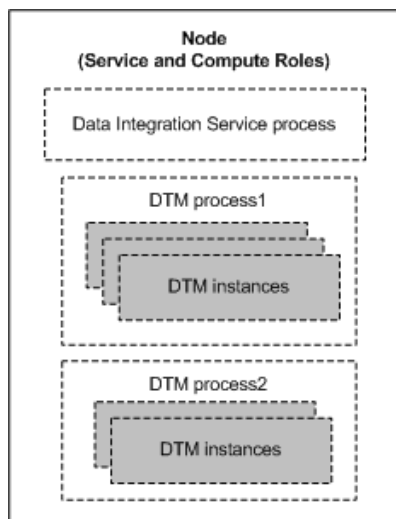 Node
(Service and Compute Roles)
Data Integration Service process
DTM process1
DTM instances
DTM process2
DTM instances